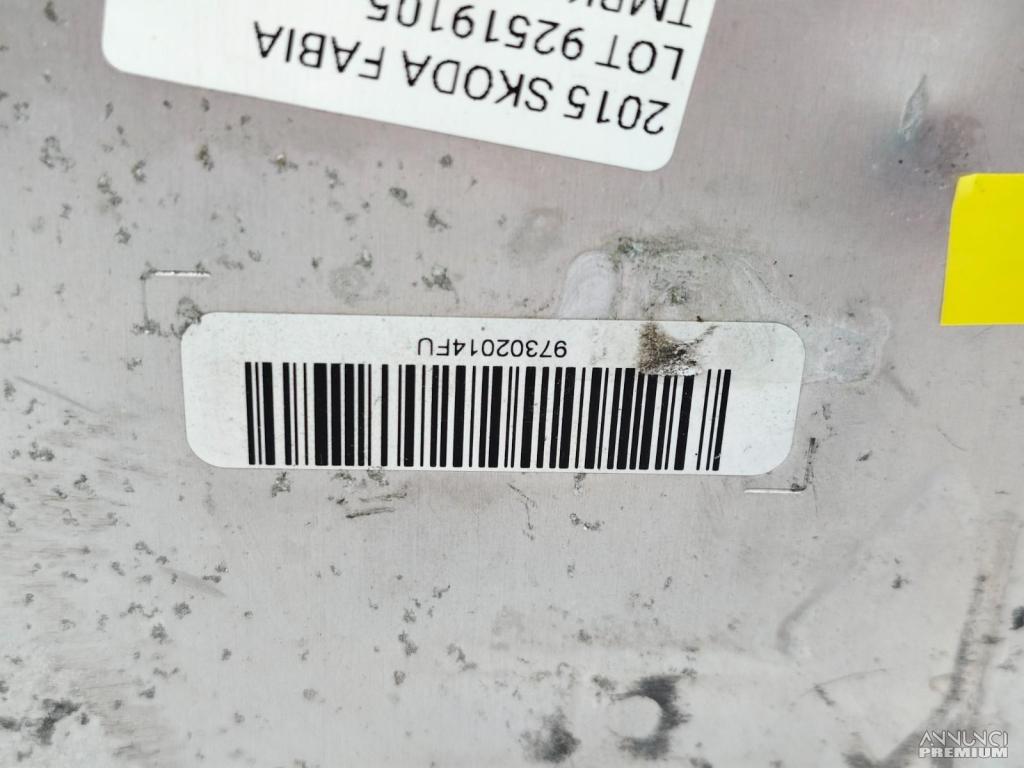 2015 SKODA FABIA
LOT 92519105
97302014FU
ANNUNCI
PREMIUM